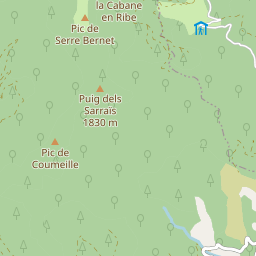 la Cabane
en Ribe
Pic de
Serre Bernet
Puig dels
Sarrais
1830 m
Pic de
Coumeille